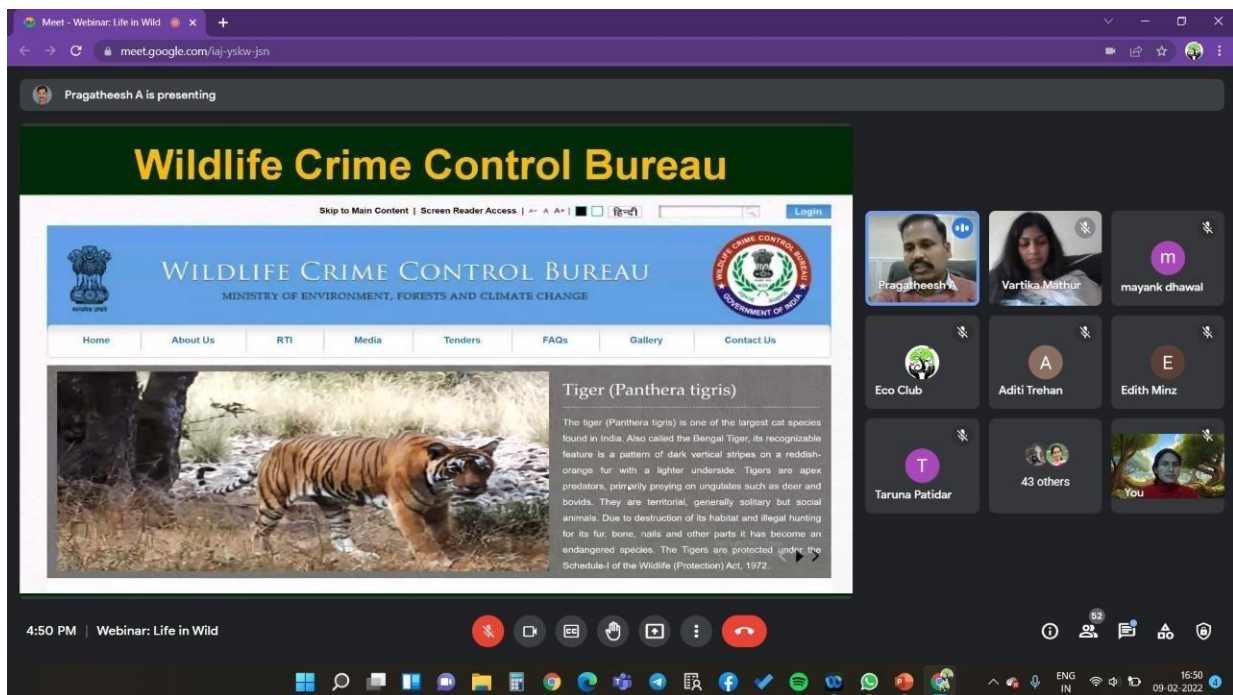 Meet - Webinar: Life in Wild
meet.google.com/iaj-yskw-jsn
Pragatheesh A is presenting
Wildlife Crime Control Bureau
Skip to Main Content | Screen Reader Access | A- A A+ | हिन्दी
Login
सत्यमेव जयते
WILDLIFE CRIME CONTROL BUREAU
MINISTRY OF ENVIRONMENT, FORESTS AND CLIMATE CHANGE
WILDLIFE CRIME CONTROL BUREAU
GOVERNMENT OF INDIA
Home About Us RTI Media Tenders FAQs Gallery Contact Us
Tiger (Panthera tigris)
The tiger (Panthera tigris) is one of the largest cat species
found in India. Also called the Bengal Tiger, its recognizable
feature is a pattern of dark vertical stripes on a reddish-
orange fur with a lighter underside. Tigers are apex
predators, primarily preying on ungulates such as deer and
bovids. They are territorial, generally solitary but social
animals. Due to destruction of its habitat and illegal hunting
for its fur, bone, nails and other parts it has become an
endangered species. The Tigers are protected under the
Schedule-I of the Wildlife (Protection) Act, 1972.
Pragatheesh A
Vartika Mathur
m
mayank dhawal
Eco Club
A
Aditi Trehan
E
Edith Minz
T
Taruna Patidar
43 others
You
4:50 PM | Webinar: Life in Wild
CC
52
ENG
IN
16:50
09-02-2022
4